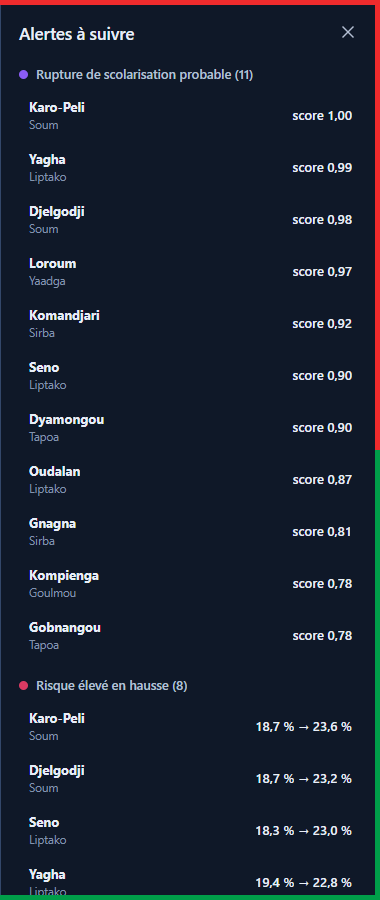 Alertes à suivre
Rupture de scolarisation probable (11)
Karo-Peli
Soum
score 1,00
Yagha
Liptako
score 0,99
Djelgodji
Soum
score 0,98
Loroum
Yaadga
score 0,97
Komandjari
Sirba
score 0,92
Seno
Liptako
score 0,90
Dyamongou
Tapoa
score 0,90
Oudalan
Liptako
score 0,87
Gnagna
Sirba
score 0,81
Kompienga
Goulmou
score 0,78
Gobnangou
Tapoa
score 0,78
Risque élevé en hausse (8)
Karo-Peli
Soum
18,7 % → 23,6 %
Djelgodji
Soum
18,7 % → 23,2 %
Seno
Liptako
18,3 % → 23,0 %
Yagha
Liptako
19,4 % → 22,8 %